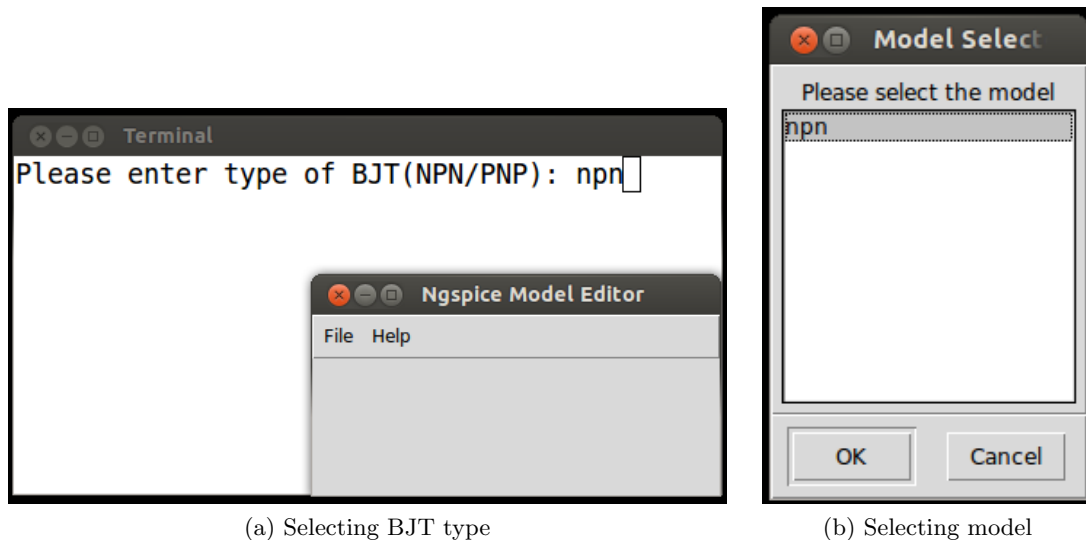 Terminal
Please enter type of BJT(NPN/PNP): npn
Ngspice Model Editor
File Help
(a) Selecting BJT type
Model Select
Please select the model
npn
OK Cancel
(b) Selecting model